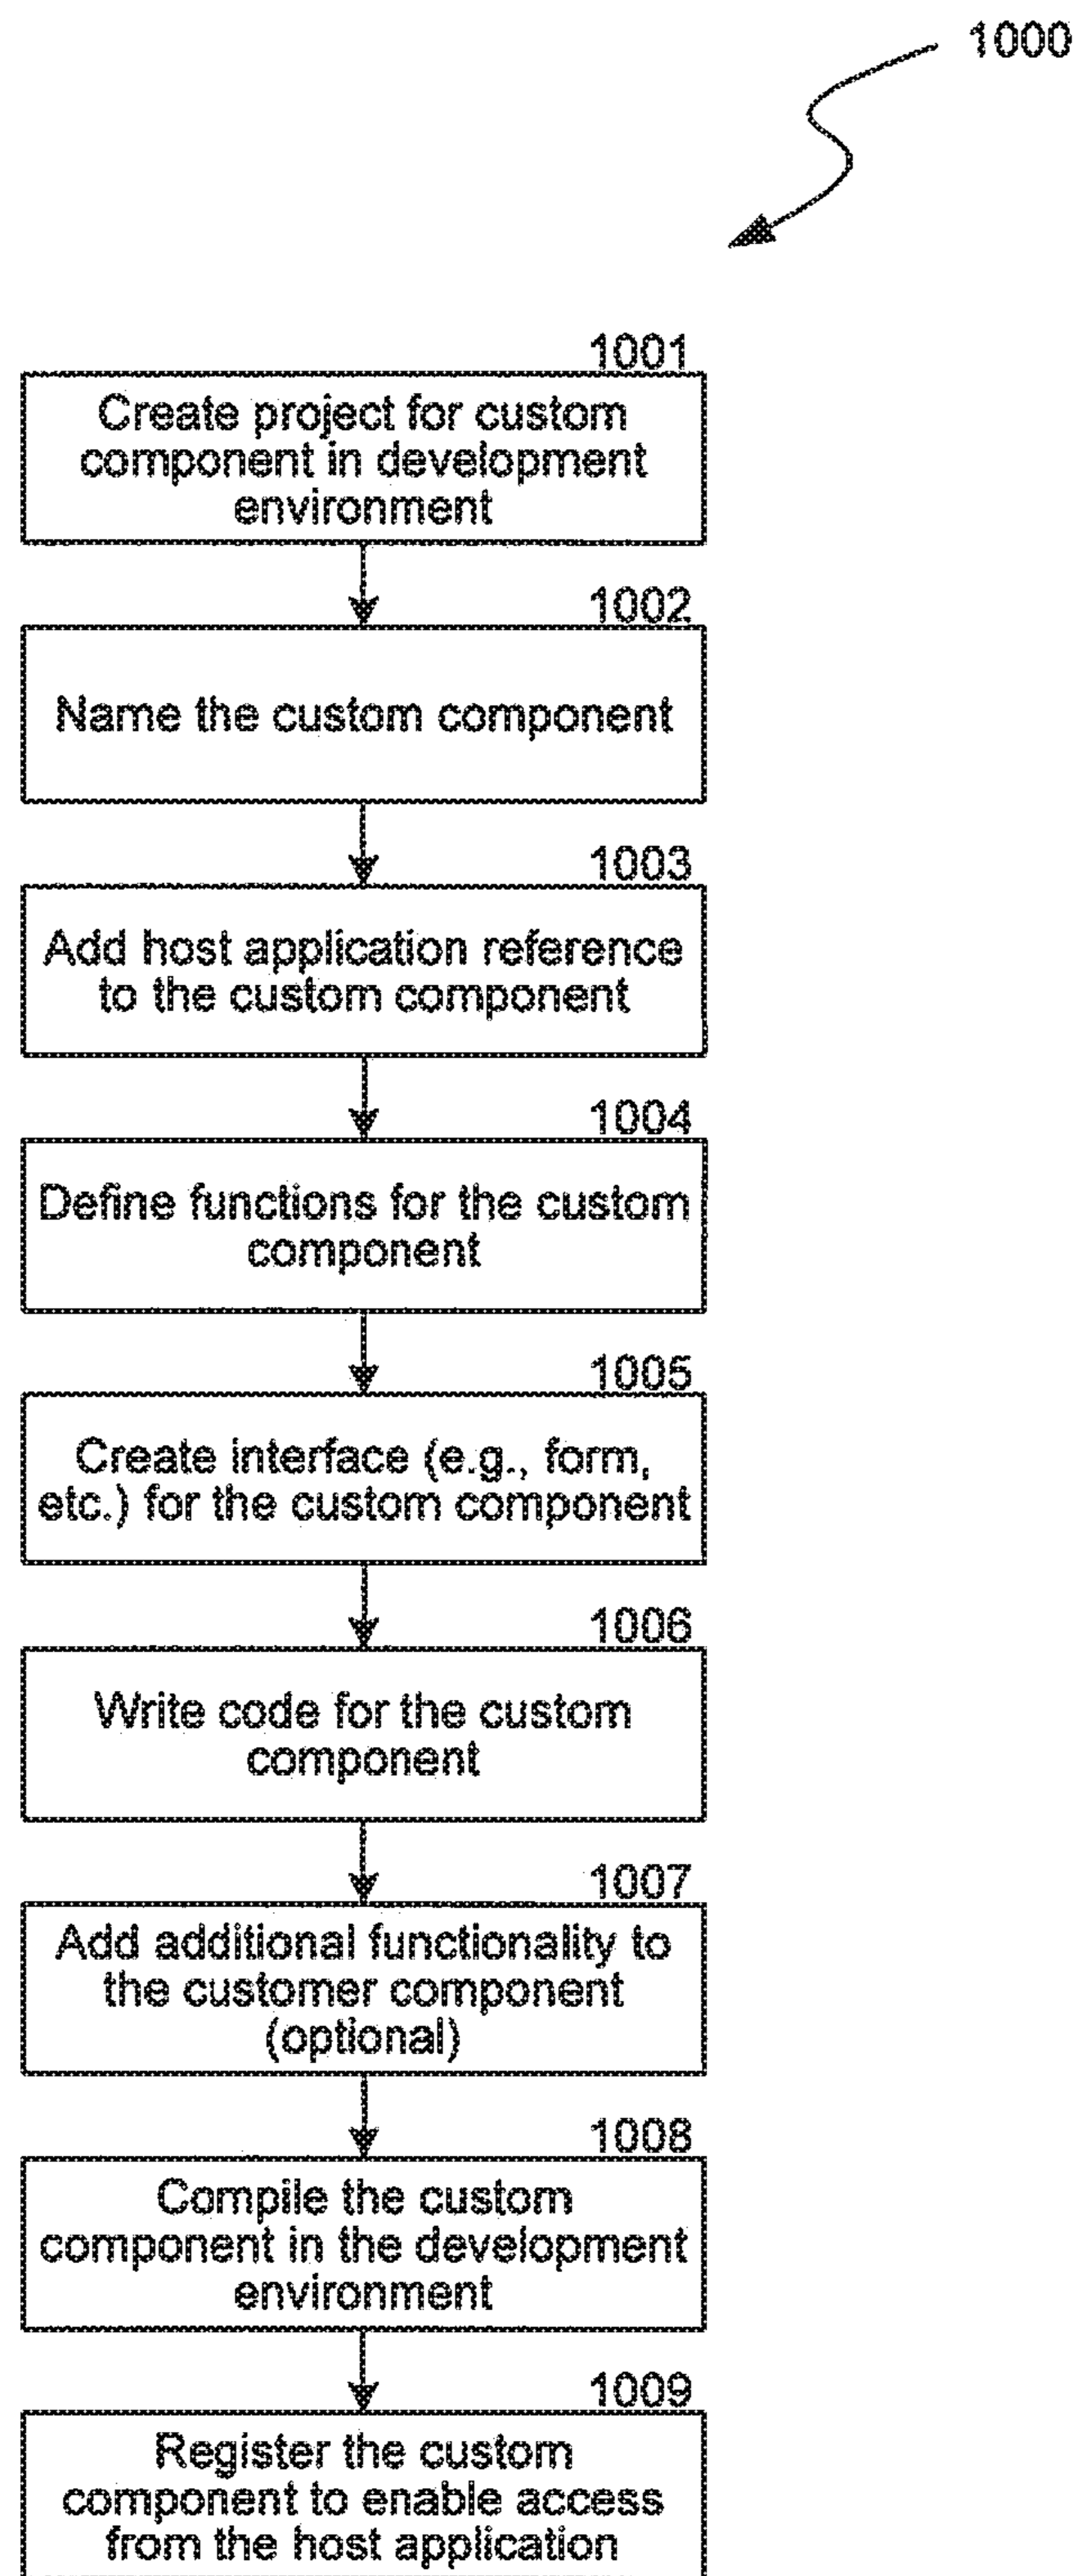 1000
1001
Create project for custom
component in development
environment
1002
Name the custom component
1003
Add host application reference
to the custom component
1004
Define functions for the custom
component
1005
Create interface (e.g., form,
etc.) for the custom component
1006
Write code for the custom
component
1007
Add additional functionality to
the customer component
(optional)
1008
Compile the custom
component in the development
environment
1009
Register the custom
component to enable access
from the host application